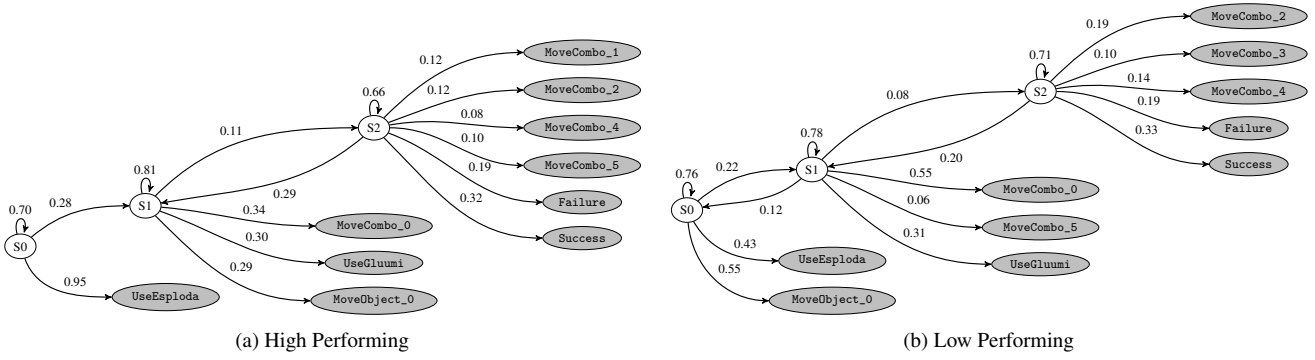 0.12
MoveCombo_1
0.66
0.12
MoveCombo_2
S2
0.08
MoveCombo_4
0.11
0.10
MoveCombo_5
0.81
0.29
0.19
Failure
0.70
0.28
S1
0.34
MoveCombo_0
0.32
Success
S0
0.30
UseGluumi
0.95
0.29
UseEsploda
MoveObject_0
(a) High Performing
0.19
MoveCombo_2
0.71
0.10
MoveCombo_3
S2
0.14
MoveCombo_4
0.08
0.19
Failure
0.78
0.20
0.33
Success
0.76
0.22
S1
0.55
MoveCombo_0
S0
0.12
0.06
MoveCombo_5
0.43
UseEsploda
0.31
UseGluumi
0.55
MoveObject_0
(b) Low Performing